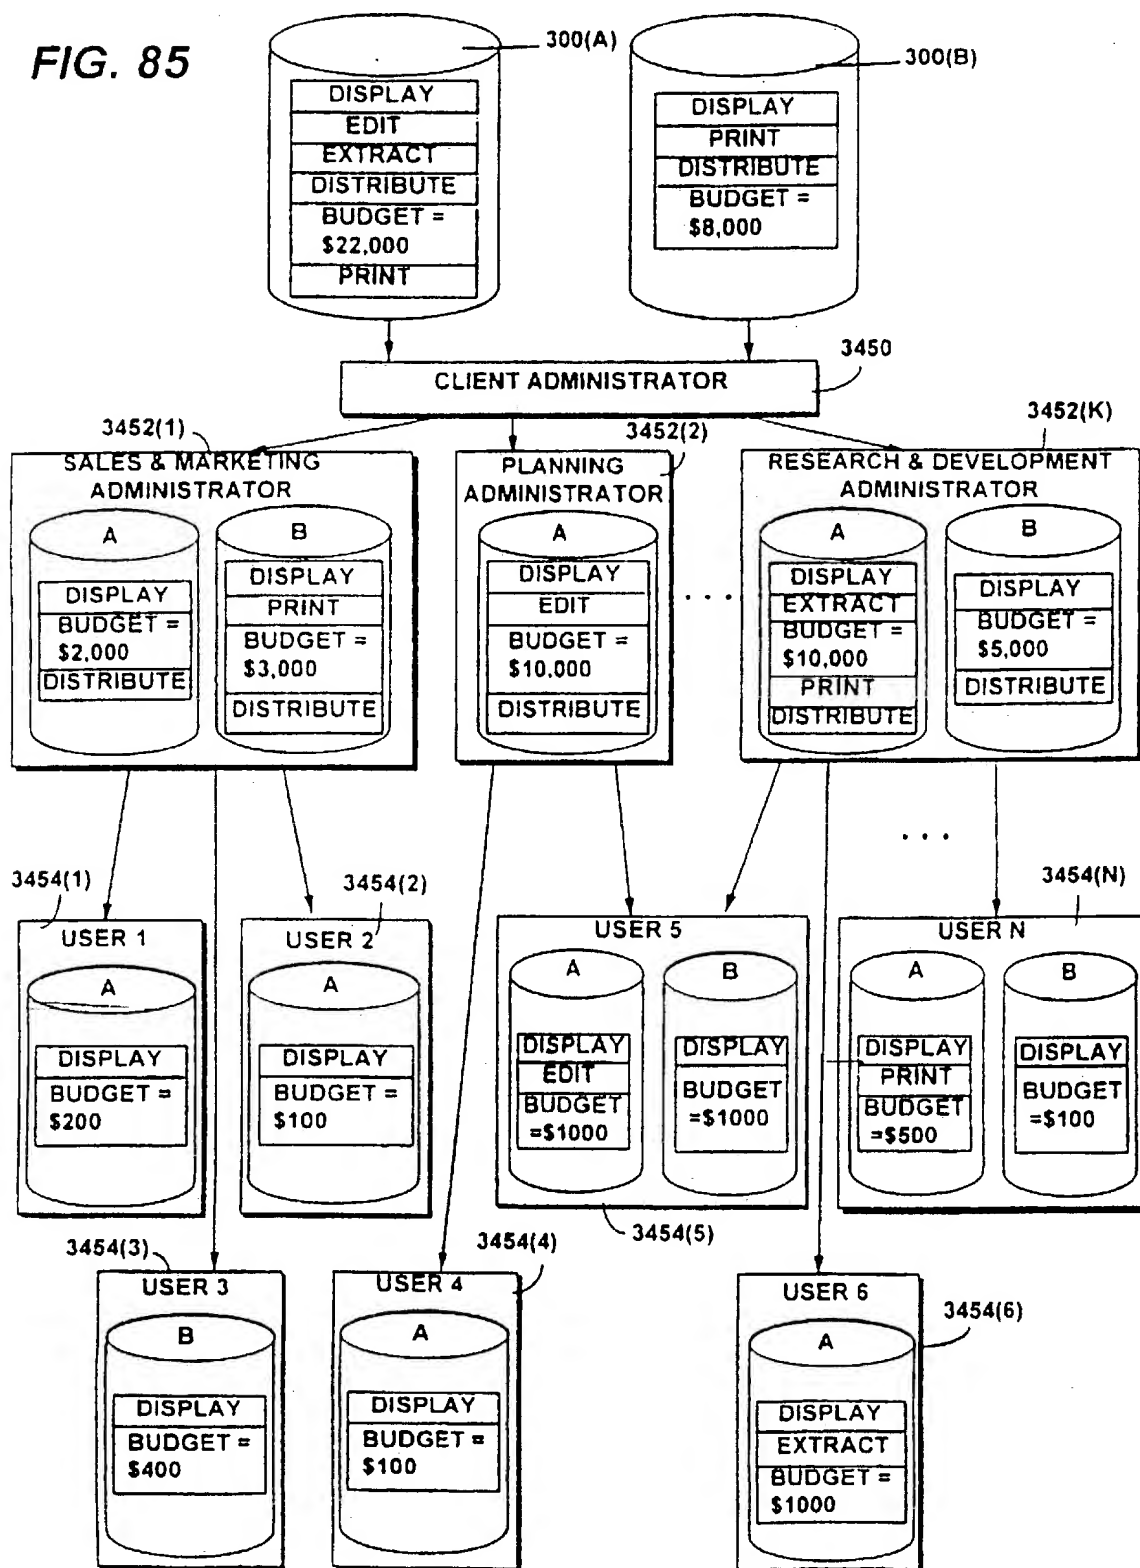 FIG. 85
300(A)
DISPLAY
EDIT
EXTRACT
DISTRIBUTE
BUDGET =
$22,000
PRINT
300(B)
DISPLAY
PRINT
DISTRIBUTE
BUDGET =
$8,000
CLIENT ADMINISTRATOR
3450
3452(1)
SALES & MARKETING
ADMINISTRATOR
A
DISPLAY
BUDGET =
$2,000
DISTRIBUTE
B
DISPLAY
PRINT
BUDGET =
$3,000
DISTRIBUTE
3452(2)
PLANNING
ADMINISTRATOR
A
DISPLAY
EDIT
BUDGET =
$10,000
DISTRIBUTE
. . .
3452(K)
RESEARCH & DEVELOPMENT
ADMINISTRATOR
A
DISPLAY
EXTRACT
BUDGET =
$10,000
PRINT
DISTRIBUTE
B
DISPLAY
BUDGET =
$5,000
DISTRIBUTE
. . .
3454(1)
USER 1
A
DISPLAY
BUDGET =
$200
3454(2)
USER 2
A
DISPLAY
BUDGET =
$100
USER 5
A
DISPLAY
EDIT
BUDGET
=$1000
B
DISPLAY
BUDGET
=$1000
3454(5)
3454(N)
USER N
A
DISPLAY
PRINT
BUDGET
=$500
B
DISPLAY
BUDGET
=$100
3454(3)
USER 3
B
DISPLAY
BUDGET =
$400
3454(4)
USER 4
A
DISPLAY
BUDGET =
$100
3454(6)
USER 6
A
DISPLAY
EXTRACT
BUDGET =
$1000